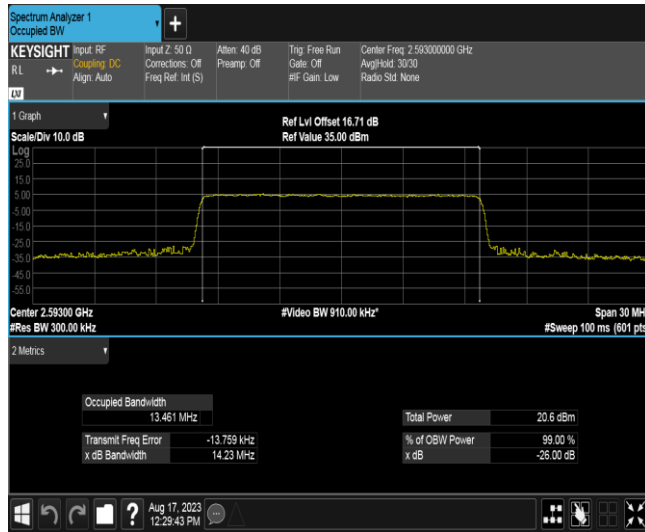 Spectrum Analyzer 1
Occupied BW
+
KEYSIGHT
RL
LXI
Input: RF
Coupling: DC
Align: Auto
Input Z: 50 Ω
Corrections: Off
Freq Ref: Int (S)
Atten: 40 dB
Preamp: Off
Trig: Free Run
Gate: Off
#IF Gain: Low
Center Freq: 2.593000000 GHz
Avg|Hold: 30/30
Radio Std: None
1 Graph
Scale/Div 10.0 dB
Ref Lvl Offset 16.71 dB
Ref Value 35.00 dBm
Log
25.0
15.0
5.00
-5.00
-15.0
-25.0
-35.0
-45.0
-55.0
Center 2.59300 GHz
#Res BW 300.00 kHz
#Video BW 910.00 kHz*
Span 30 MH
#Sweep 100 ms (601 pts
2 Metrics
Occupied Bandwidth
13.461 MHz
Transmit Freq Error -13.759 kHz
x dB Bandwidth 14.23 MHz
Total Power 20.6 dBm
% of OBW Power 99.00 %
x dB -26.00 dB
?
Aug 17, 2023
12:29:43 PM